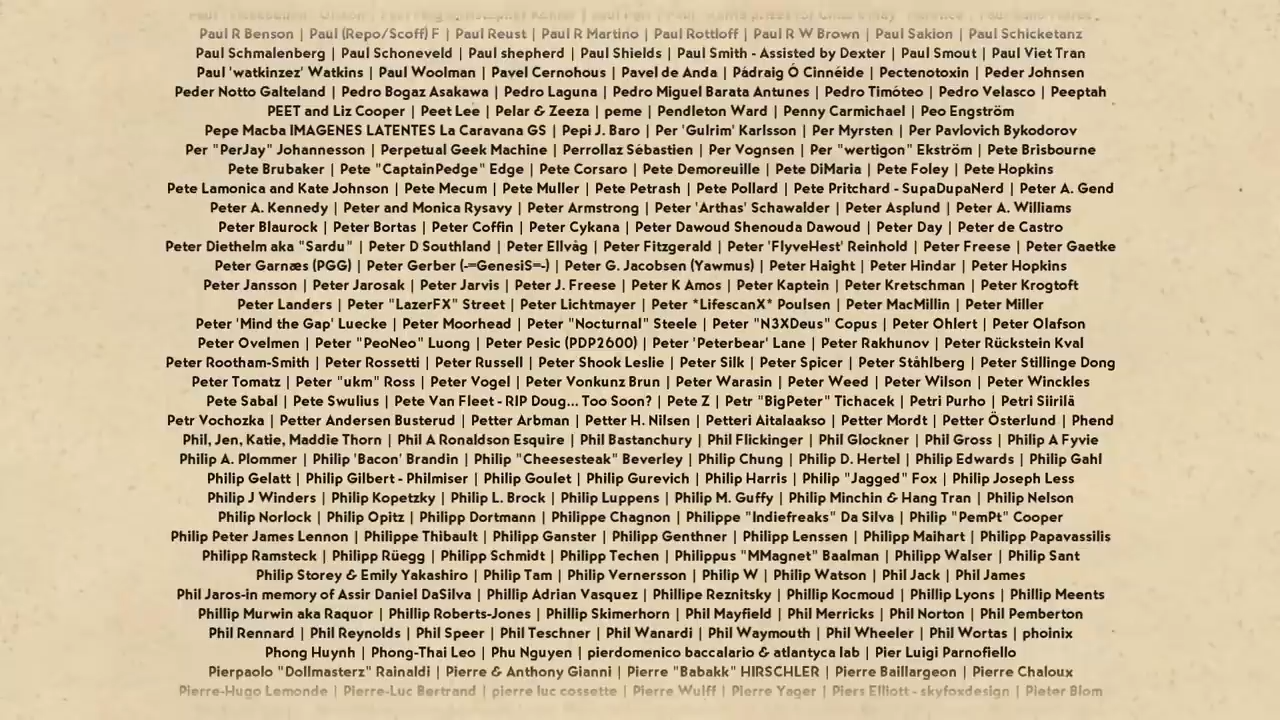 Paul R Benson | Paul (Repo/Scoff) F | Paul Reust | Paul R Martino | Paul Rottloff | Paul R W Brown | Paul Sakion | Paul Schicketanz
Paul Schmalenberg | Paul Schoneveld | Paul shepherd | Paul Shields | Paul Smith - Assisted by Dexter | Paul Smout | Paul Viet Tran
Paul 'watkinzez' Watkins | Paul Woolman | Pavel Cernohous | Pavel de Anda | Pádraig Ó Cinnéide | Pectenotoxin | Peder Johnsen
Peder Notto Galteland | Pedro Bogaz Asakawa | Pedro Laguna | Pedro Miguel Barata Antunes | Pedro Timóteo | Pedro Velasco | Peeptah
PEET and Liz Cooper | Peet Lee | Pelar & Zeeza | peme | Pendleton Ward | Penny Carmichael | Peo Engström
Pepe Macba IMAGENES LATENTES La Caravana GS | Pepi J. Baro | Per 'Gulrim' Karlsson | Per Myrsten | Per Pavlovich Bykodorov
Per "PerJay" Johannesson | Perpetual Geek Machine | Perrollaz Sébastien | Per Vognsen | Per "wertigon" Ekström | Pete Brisbourne
Pete Brubaker | Pete "CaptainPedge" Edge | Pete Corsaro | Pete Demoreuille | Pete DiMaria | Pete Foley | Pete Hopkins
Pete Lamonica and Kate Johnson | Pete Mecum | Pete Muller | Pete Petrash | Pete Pollard | Pete Pritchard - SupaDupaNerd | Peter A. Gend
Peter A. Kennedy | Peter and Monica Rysavy | Peter Armstrong | Peter 'Arthas' Schawalder | Peter Asplund | Peter A. Williams
Peter Blaurock | Peter Bortas | Peter Coffin | Peter Cykana | Peter Dawoud Shenouda Dawoud | Peter Day | Peter de Castro
Peter Diethelm aka "Sardu" | Peter D Southland | Peter Ellvåg | Peter Fitzgerald | Peter 'FlyveHest' Reinhold | Peter Freese | Peter Gaetke
Peter Garnæs (PGG) | Peter Gerber (-=GenesiS=-) | Peter G. Jacobsen (Yawmus) | Peter Haight | Peter Hindar | Peter Hopkins
Peter Jansson | Peter Jarosak | Peter Jarvis | Peter J. Freese | Peter K Amos | Peter Kaptein | Peter Kretschman | Peter Krogtoft
Peter Landers | Peter "LazerFX" Street | Peter Lichtmayer | Peter *LifescanX* Poulsen | Peter MacMillin | Peter Miller
Peter 'Mind the Gap' Luecke | Peter Moorhead | Peter "Nocturnal" Steele | Peter "N3XDeus" Copus | Peter Ohlert | Peter Olafson
Peter Ovelmen | Peter "PeoNeo" Luong | Peter Pesic (PDP2600) | Peter 'Peterbear' Lane | Peter Rakhunov | Peter Rückstein Kval
Peter Rootham-Smith | Peter Rossetti | Peter Russell | Peter Shook Leslie | Peter Silk | Peter Spicer | Peter Ståhlberg | Peter Stillinge Dong
Peter Tomatz | Peter "ukm" Ross | Peter Vogel | Peter Vonkunz Brun | Peter Warasin | Peter Weed | Peter Wilson | Peter Winckles
Pete Sabal | Pete Swulius | Pete Van Fleet - RIP Doug... Too Soon? | Pete Z | Petr "BigPeter" Tichacek | Petri Purho | Petri Siirilä
Petr Vochozka | Petter Andersen Busterud | Petter Arbman | Petter H. Nilsen | Petteri Aitalaakso | Petter Mordt | Petter Österlund | Phend
Phil, Jen, Katie, Maddie Thorn | Phil A Ronaldson Esquire | Phil Bastanchury | Phil Flickinger | Phil Glockner | Phil Gross | Philip A Fyvie
Philip A. Plommer | Philip 'Bacon' Brandin | Philip "Cheesesteak" Beverley | Philip Chung | Philip D. Hertel | Philip Edwards | Philip Gahl
Philip Gelatt | Philip Gilbert - Philmiser | Philip Goulet | Philip Gurevich | Philip Harris | Philip "Jagged" Fox | Philip Joseph Less
Philip J Winders | Philip Kopetzky | Philip L. Brock | Philip Luppens | Philip M. Guffy | Philip Minchin & Hang Tran | Philip Nelson
Philip Norlock | Philip Opitz | Philipp Dortmann | Philippe Chagnon | Philippe "Indiefreaks" Da Silva | Philip "PemPt" Cooper
Philip Peter James Lennon | Philippe Thibault | Philipp Ganster | Philipp Genthner | Philipp Lenssen | Philipp Maihart | Philipp Papavassilis
Philipp Ramsteck | Philipp Rüegg | Philipp Schmidt | Philipp Techen | Philippus "MMagnet" Baalman | Philipp Walser | Philip Sant
Philip Storey & Emily Yakashiro | Philip Tam | Philip Vernersson | Philip W | Philip Watson | Phil Jack | Phil James
Phil Jaros-in memory of Assir Daniel DaSilva | Phillip Adrian Vasquez | Phillipe Reznitsky | Phillip Kocmoud | Phillip Lyons | Phillip Meents
Phillip Murwin aka Raquor | Phillip Roberts-Jones | Phillip Skimerhorn | Phil Mayfield | Phil Merricks | Phil Norton | Phil Pemberton
Phil Rennard | Phil Reynolds | Phil Speer | Phil Teschner | Phil Wanardi | Phil Waymouth | Phil Wheeler | Phil Wortas | phoinix
Phong Huynh | Phong-Thai Leo | Phu Nguyen | pierdomenico baccalario & atlantyca lab | Pier Luigi Parnofiello
Pierpaolo "Dollmasterz" Rainaldi | Pierre & Anthony Gianni | Pierre "Babakk" HIRSCHLER | Pierre Baillargeon | Pierre Chaloux
Pierre-Hugo Lemonde | Pierre-Luc Bertrand | pierre luc cossette | Pierre Wulff | Pierre Yager | Piers Elliott - skyfoxdesign | Pieter Blom